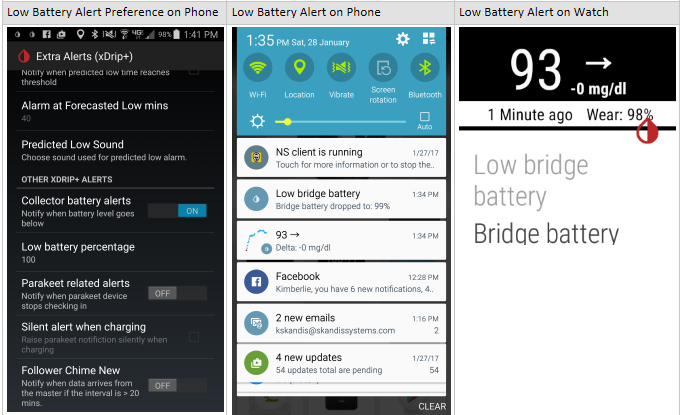 Low Battery Alert Preference on Phone
Low Battery Alert on Phone
Low Battery Alert on Watch
98% 1:41 PM
Extra Alerts (xDrip+)
Notify when predicted low time reaches
threshold
Alarm at Forecasted Low mins
40
Predicted Low Sound
Choose sound used for predicted low alarm.
OTHER XDRIP+ ALERTS
Collector battery alerts
Notify when battery level goes
below
ON
Low battery percentage
100
Parakeet related alerts
Notify when parakeet device
stops checking in
OFF
Silent alert when charging
Raise parakeet notifiction silently when
charging
Follower Chime New
Notify when data arrives from
the master if the interval is > 20
mins.
OFF
1:35 PM Sat, 28 January
Wi-Fi
Location
Vibrate
Screen
rotation
Bluetooth
Auto
NS client is running 1/27/17
Touch for more information or to stop the..
Low bridge battery 1:34 PM
Bridge battery dropped to: 99%
93 → 1:34 PM
Delta: -0 mg/dl
Facebook 12:28 PM
Kimberlie, you have 6 new notifications, 4..
2 new emails 1:16 PM
kskandis@skandissystems.com 2
4 new updates 1/27/17
54 updates total are pending 54
CLEAR
93 →
-0 mg/dl
1 Minute ago Wear: 98%
Low bridge
battery
Bridge battery